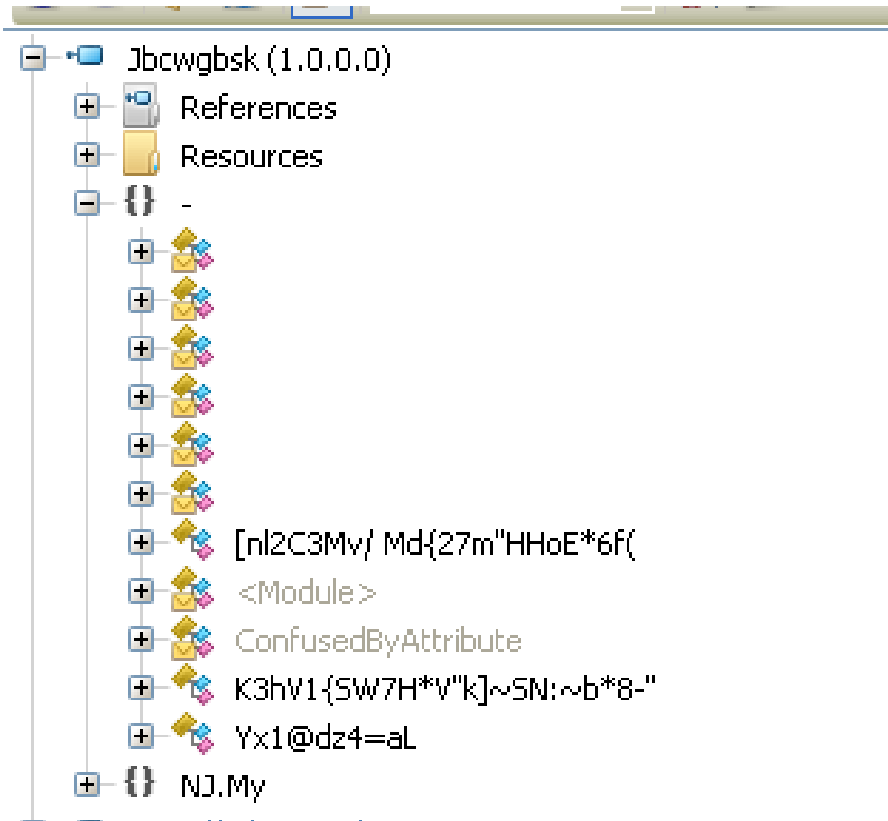 Jbcwgbsk (1.0.0.0)
References
Resources
{} -
[nl2C3Mv/ Md{27m"HHoE*6f(
<Module>
ConfusedByAttribute
K3hV1{SW7H*V"k]~SN:~b*8-"
Yx1@dz4=aL
{} NJ.My